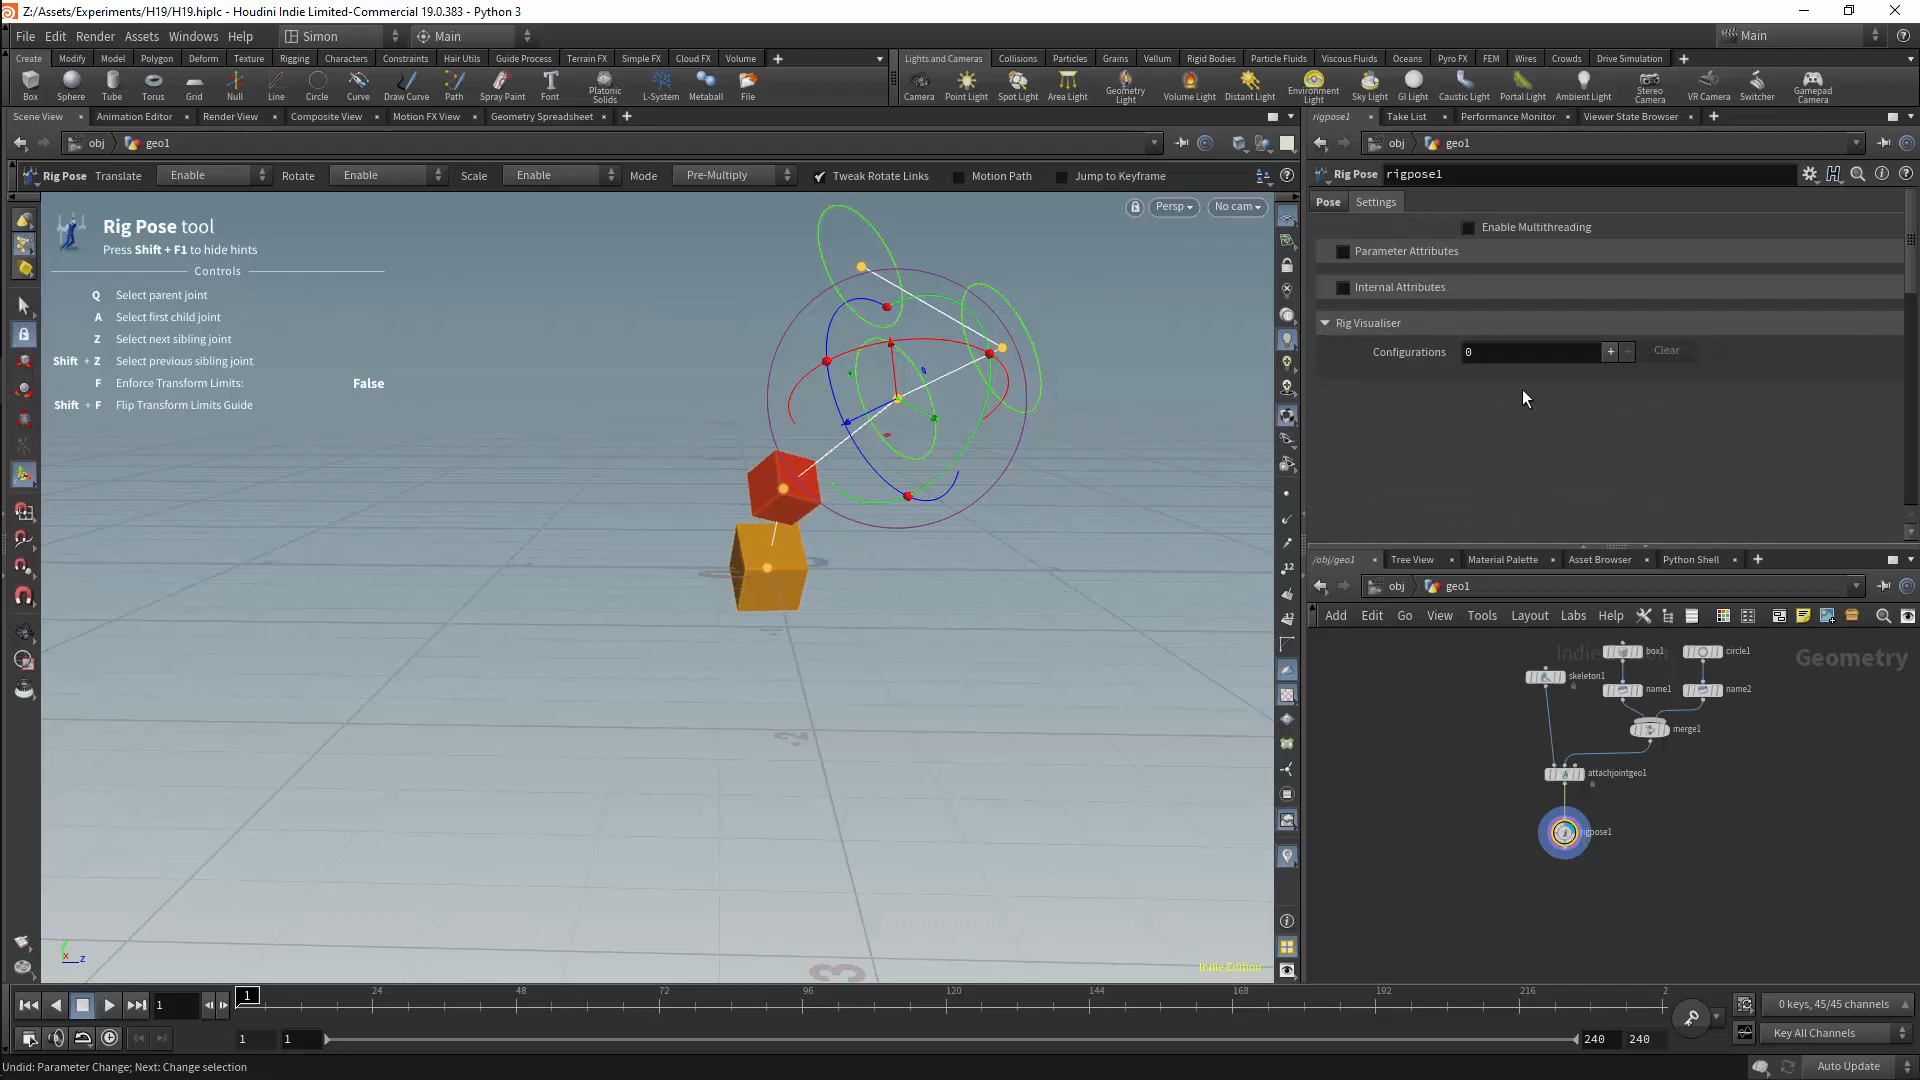 Z:/Assets/Experiments/H19/H19.hiplc - Houdini Indie Limited-Commercial 19.0.383 - Python 3
File Edit Render Assets Windows Help Simon Main Main
Create Modify Model Polygon Deform Texture Rigging Characters Constraints Hair Utils Guide Process Terrain FX Simple FX Cloud FX Volume
Lights and Cameras Collisions Particles Grains Vellum Rigid Bodies Particle Fluids Viscous Fluids Oceans Pyro FX FEM Wires Crowds Drive Simulation
Box Sphere Tube Torus Grid Null Line Circle Curve Draw Curve Path Spray Paint Font Platonic Solids L-System Metaball File
Camera Point Light Spot Light Area Light Geometry Light Volume Light Distant Light Environment Light Sky Light GI Light Caustic Light Portal Light Ambient Light Stereo Camera VR Camera Switcher Gamepad Camera
Scene View Animation Editor Render View Composite View Motion FX View Geometry Spreadsheet
obj geo1
Rig Pose Translate Enable Rotate Enable Scale Enable Mode Pre-Multiply Tweak Rotate Links Motion Path Jump to Keyframe
Rig Pose tool
Press Shift + F1 to hide hints
Controls
Q Select parent joint
A Select first child joint
Z Select next sibling joint
Shift + Z Select previous sibling joint
F Enforce Transform Limits: False
Shift + F Flip Transform Limits Guide
Persp No cam
12
12
-2
3
x z
Indie Edition
rigpose1 Take List Performance Monitor Viewer State Browser
obj geo1
Rig Pose rigpose1
Pose Settings
Enable Multithreading
Parameter Attributes
Internal Attributes
Rig Visualiser
Configurations 0 Clear
/obj/geo1 Tree View Material Palette Asset Browser Python Shell
obj geo1
Add Edit Go View Tools Layout Labs Help
Geometry
box1 circle1
skeleton1 name1 name2
merge1
attachjointgeo1
rigpose1
1
1 24 48 72 96 120 144 168 192 216 2
0 keys, 45/45 channels
1 1 240 240
Key All Channels
Undid: Parameter Change; Next: Change selection
Auto Update